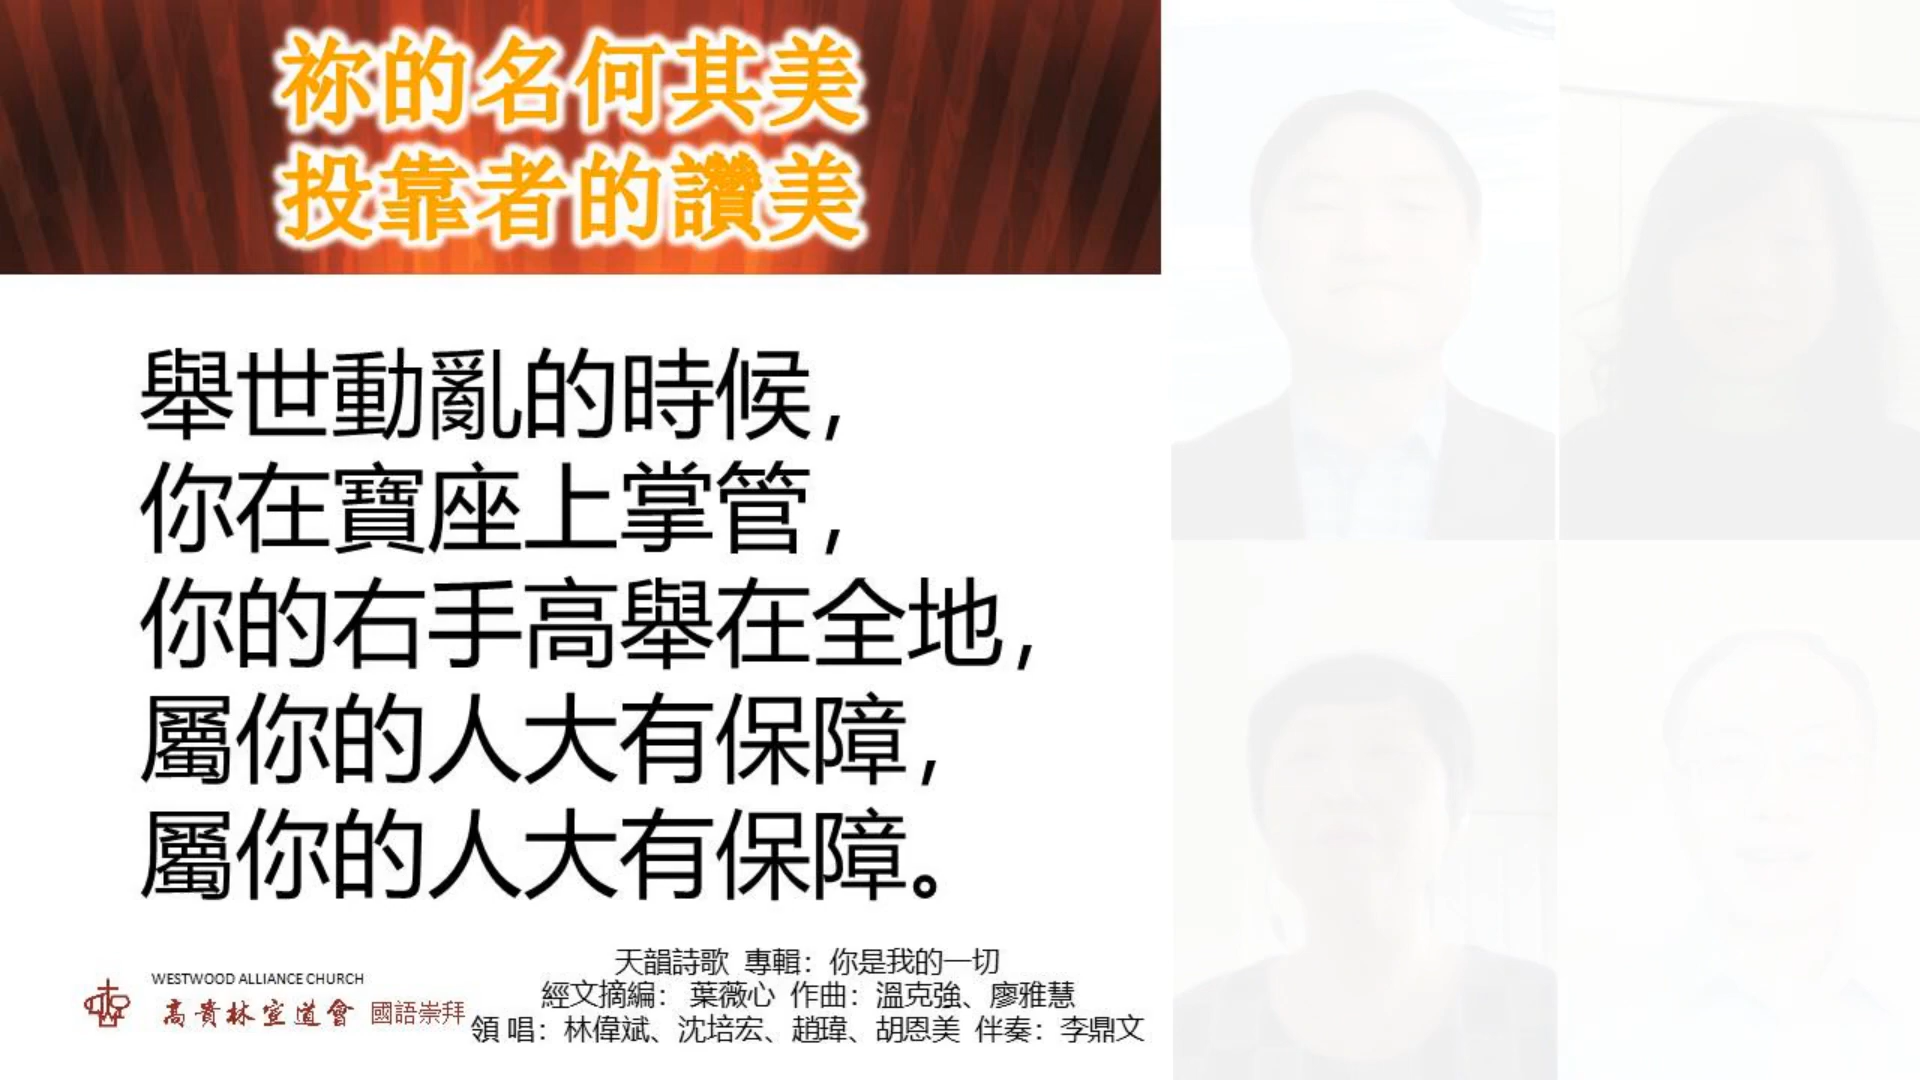 祢的名何其美
投靠者的讚美
舉世動亂的時候，
你在寶座上掌管，
你的右手高舉在全地，
屬你的人大有保障，
屬你的人大有保障。
天韻詩歌 專輯：你是我的一切
經文摘編： 葉薇心 作曲：溫克強、廖雅慧
領 唱：林偉斌、沈培宏、趙瑋、胡恩美 伴奏：李鼎文
WESTWOOD ALLIANCE CHURCH
高貴林宣道會 國語崇拜